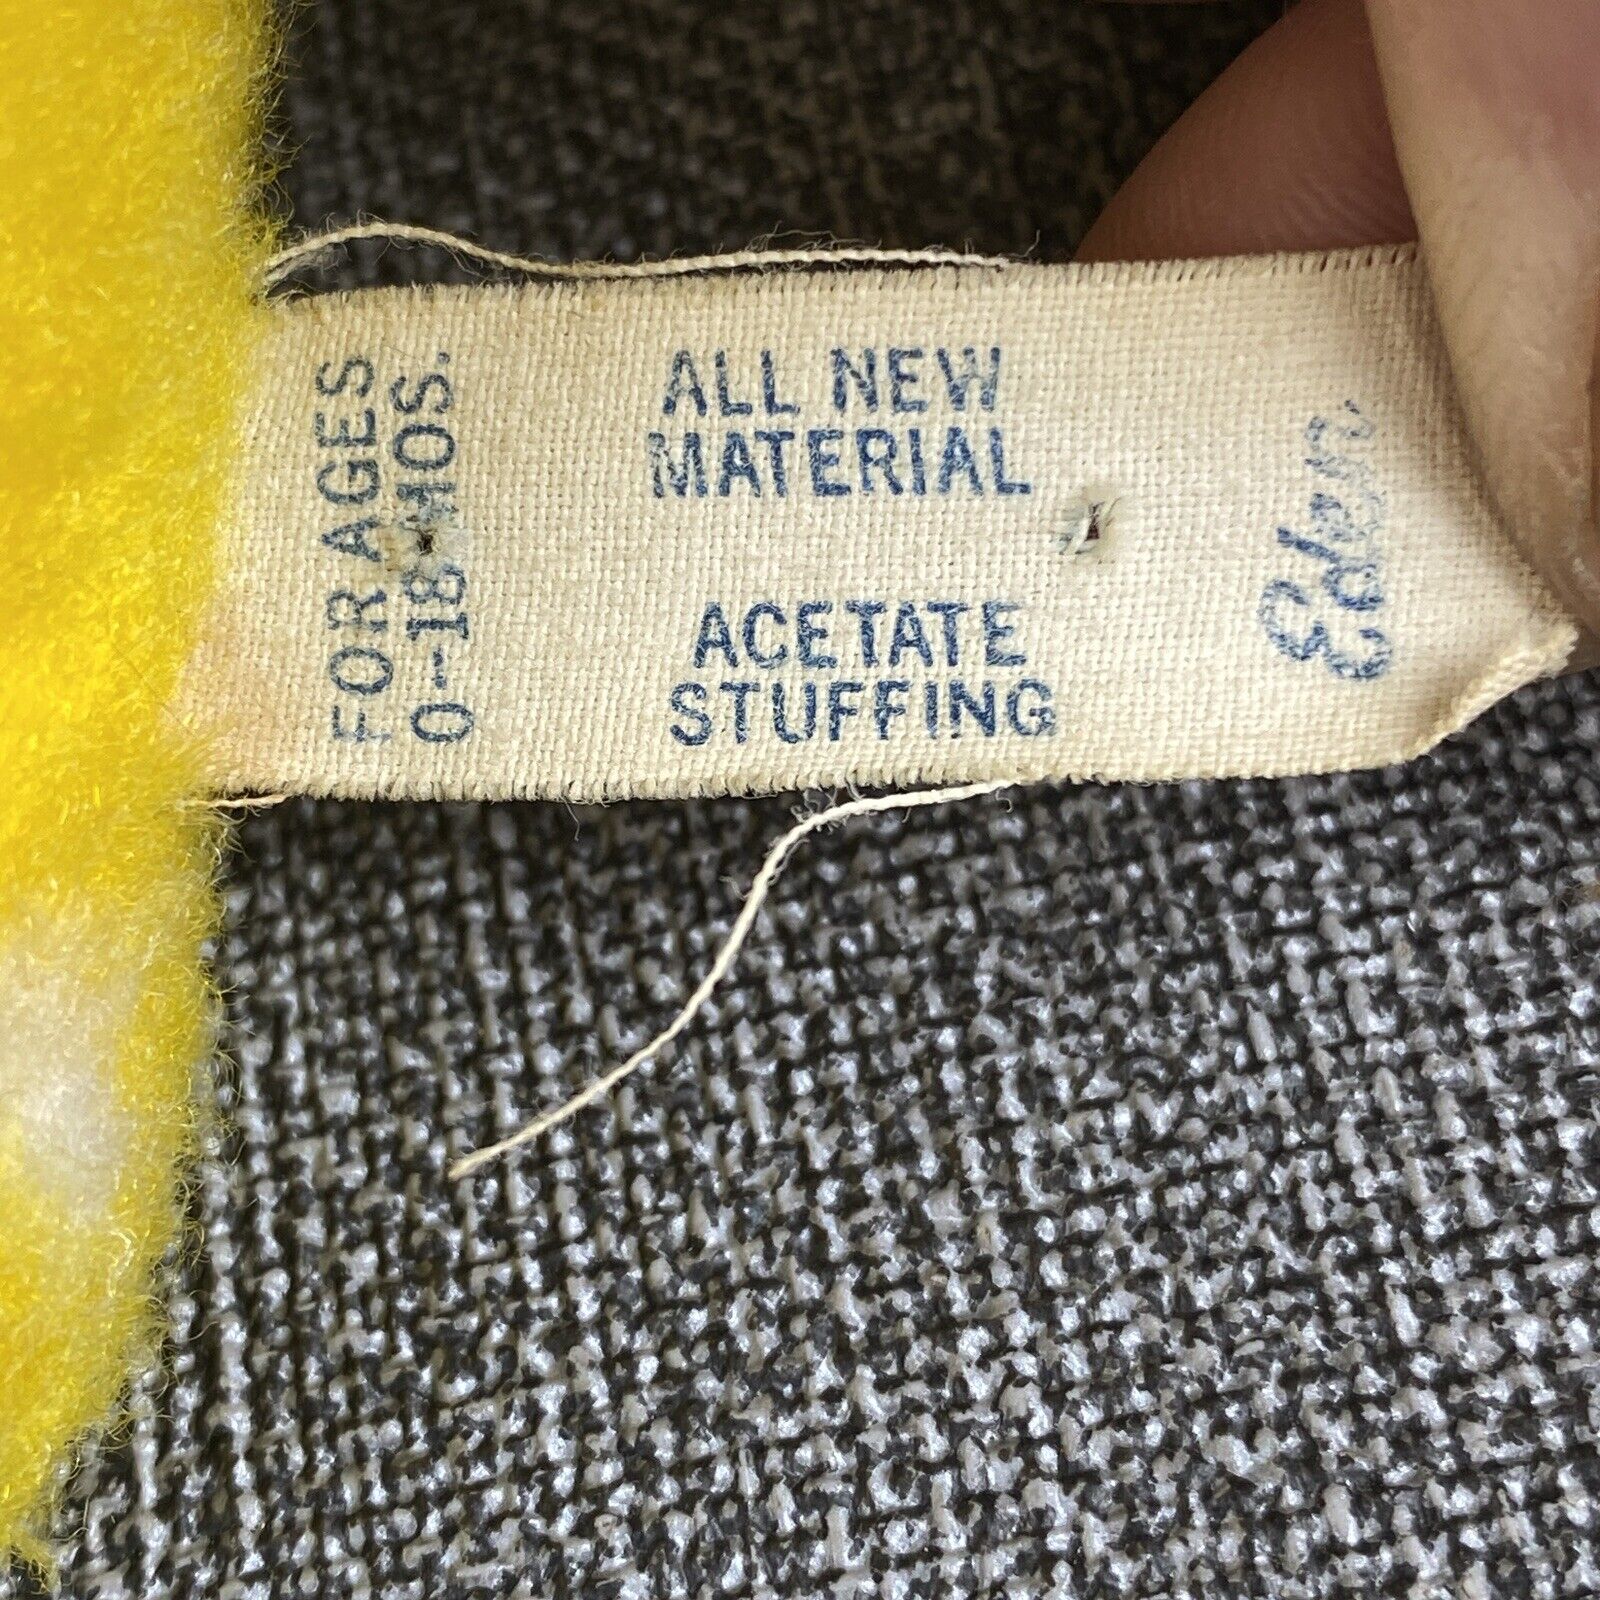 FOR AGES
0-18 MOS.
ALL NEW
MATERIAL
ACETATE
STUFFING
Eden